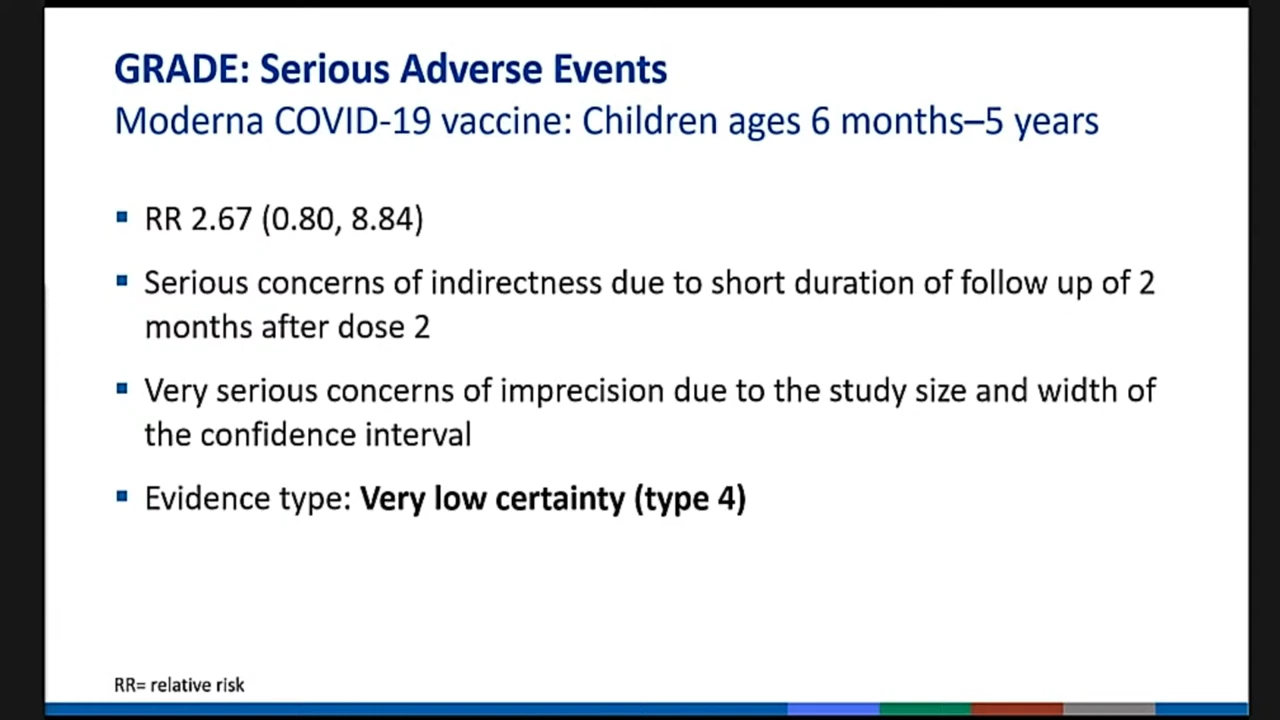 GRADE: Serious Adverse Events
Moderna COVID-19 vaccine: Children ages 6 months–5 years
▪ RR 2.67 (0.80, 8.84)
▪ Serious concerns of indirectness due to short duration of follow up of 2
months after dose 2
▪ Very serious concerns of imprecision due to the study size and width of
the confidence interval
▪ Evidence type: Very low certainty (type 4)
RR= relative risk